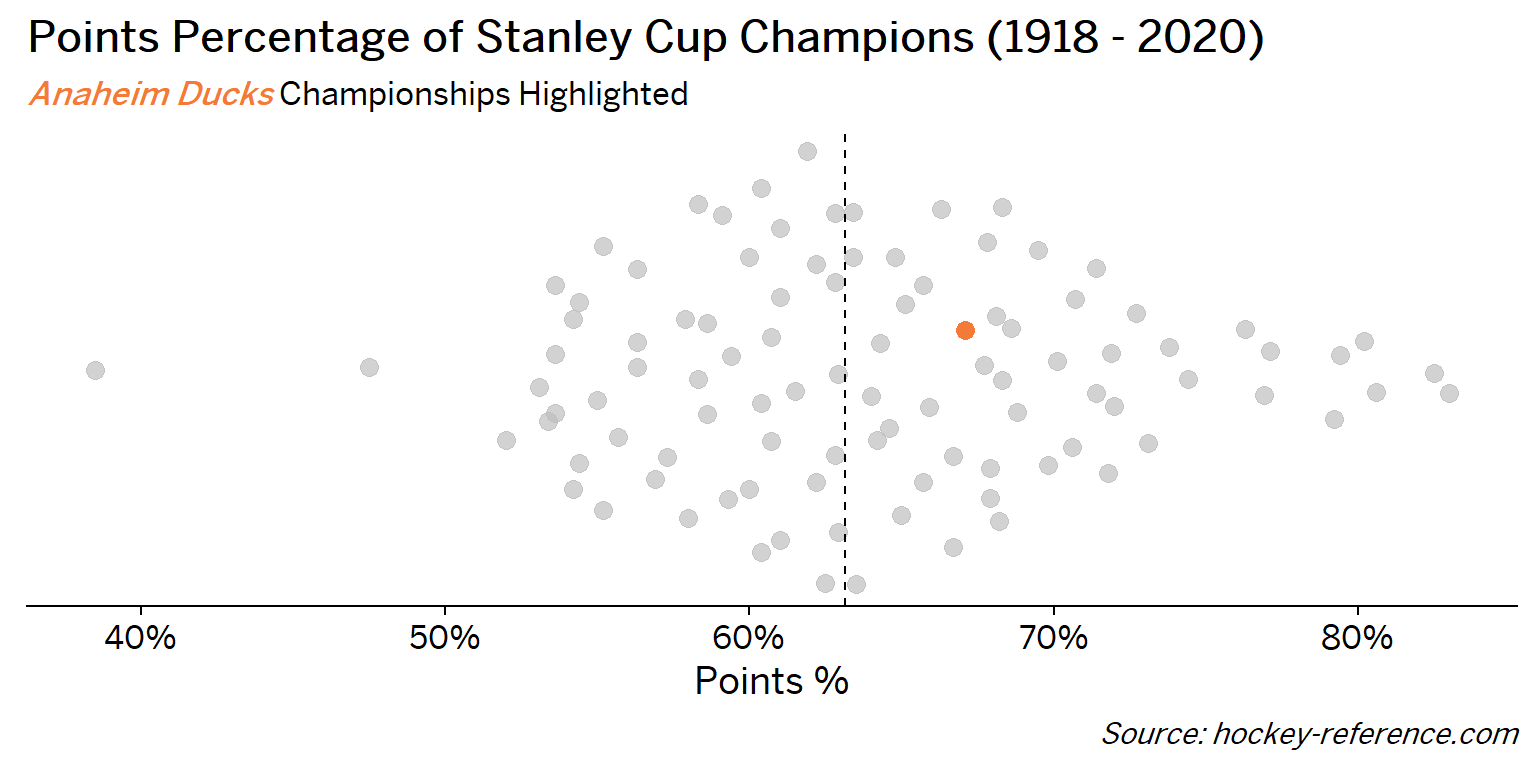 Points Percentage of Stanley Cup Champions (1918 - 2020)
Anaheim Ducks Championships Highlighted
40% 50% 60% 70% 80%
Points %
Source: hockey-reference.com